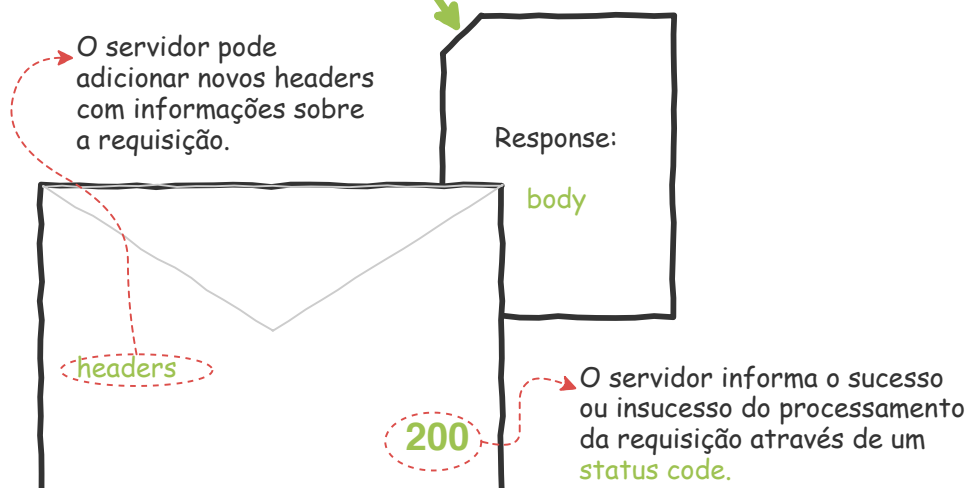 O servidor pode
adicionar novos headers
com informações sobre
a requisição.
Response:
body
headers
200
O servidor informa o sucesso
ou insucesso do processamento
da requisição através de um
status code.